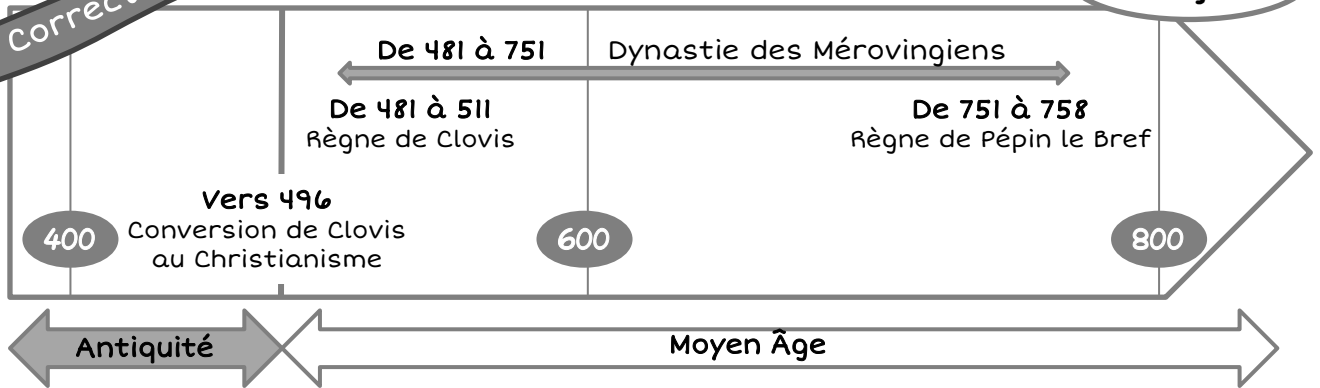 De 481 à 751 Dynastie des Mérovingiens
De 481 à 511
Règne de Clovis
De 751 à 758
Règne de Pépin le Bref
Vers 496
Conversion de Clovis
au Christianisme
400
600
800
Antiquité
Moyen Âge